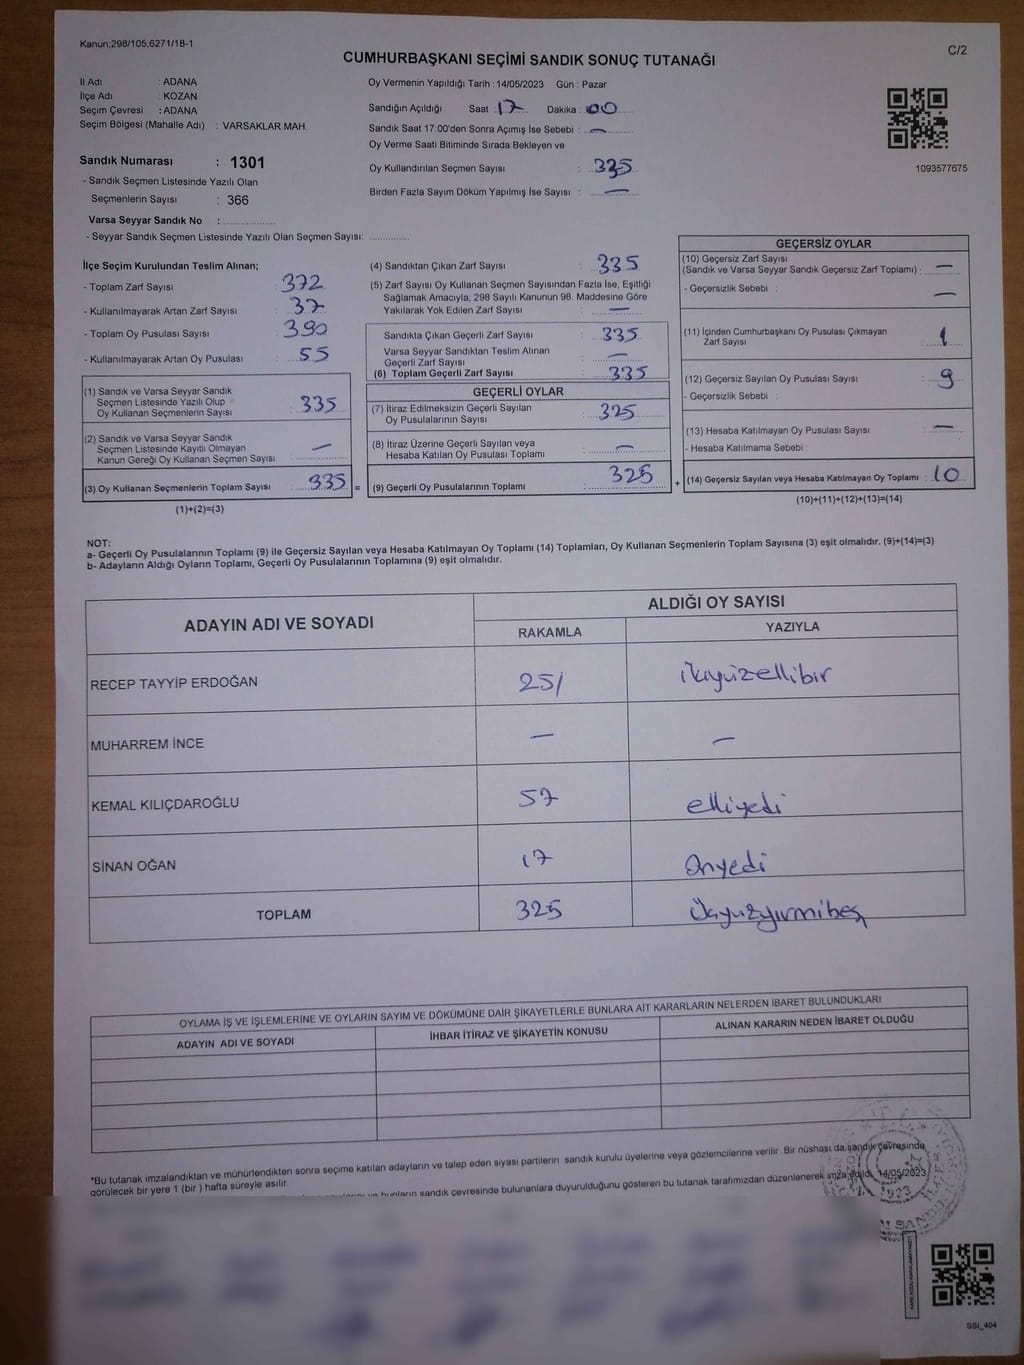 Kanun;298/105,6271/18-1
C/2
CUMHURBAŞKANI SEÇİMİ SANDIK SONUÇ TUTANAĞI
İl Adı : ADANA
İlçe Adı : KOZAN
Seçim Çevresi : ADANA
Seçim Bölgesi (Mahalle Adı) : VARSAKLAR MAH.
Sandık Numarası : 1301
- Sandık Seçmen Listesinde Yazılı Olan
Seçmenlerin Sayısı : 366
Varsa Seyyar Sandık No : ................
- Seyyar Sandık Seçmen Listesinde Yazılı Olan Seçmen Sayısı: .............
Oy Vermenin Yapıldığı Tarih : 14/05/2023 Gün : Pazar
Sandığın Açıldığı Saat : 17 Dakika : 00
Sandık Saat 17:00'den Sonra Açımış İse Sebebi : —
Oy Verme Saati Bitiminde Sırada Bekleyen ve
Oy Kullandırılan Seçmen Sayısı : 335
Birden Fazla Sayım Döküm Yapılmış İse Sayısı : —
1093577675
İlçe Seçim Kurulundan Teslim Alınan;
- Toplam Zarf Sayısı : 372
- Kullanılmayarak Artan Zarf Sayısı : 37
- Toplam Oy Pusulası Sayısı : 390
- Kullanılmayarak Artan Oy Pusulası : 55
(1) Sandık ve Varsa Seyyar Sandık
Seçmen Listesinde Yazılı Olup
Oy Kullanan Seçmenlerin Sayısı : 335
(2) Sandık ve Varsa Seyyar Sandık
Seçmen Listesinde Kayıtlı Olmayan
Kanun Gereği Oy Kullanan Seçmen Sayısı : —
(3) Oy Kullanan Seçmenlerin Toplam Sayısı : 335 =
(1)+(2)=(3)
(4) Sandıktan Çıkan Zarf Sayısı : 335
(5) Zarf Sayısı Oy Kullanan Seçmen Sayısından Fazla İse, Eşitliği
Sağlamak Amacıyla, 298 Sayılı Kanunun 98. Maddesine Göre
Yakılarak Yok Edilen Zarf Sayısı : —
Sandıkta Çıkan Geçerli Zarf Sayısı : 335
Varsa Seyyar Sandıktan Teslim Alınan
Geçerli Zarf Sayısı : —
(6) Toplam Geçerli Zarf Sayısı : 335
GEÇERLİ OYLAR
(7) İtiraz Edilmeksizin Geçerli Sayılan
Oy Pusulalarının Sayısı : 325
(8) İtiraz Üzerine Geçerli Sayılan veya
Hesaba Katılan Oy Pusulası Toplamı : —
(9) Geçerli Oy Pusulalarının Toplamı : 325 +
GEÇERSİZ OYLAR
(10) Geçersiz Zarf Sayısı
(Sandık ve Varsa Seyyar Sandık Geçersiz Zarf Toplamı) : —
- Geçersizlik Sebebi : —
(11) İçinden Cumhurbaşkanı Oy Pusulası Çıkmayan
Zarf Sayısı : 1
(12) Geçersiz Sayılan Oy Pusulası Sayısı : 9
- Geçersizlik Sebebi :
(13) Hesaba Katılmayan Oy Pusulası Sayısı : —
- Hesaba Katılmama Sebebi :
(14) Geçersiz Sayılan veya Hesaba Katılmayan Oy Toplamı : 10
(10)+(11)+(12)+(13)=(14)
NOT:
a- Geçerli Oy Pusulalarının Toplamı (9) ile Geçersiz Sayılan veya Hesaba Katılmayan Oy Toplamı (14) Toplamları, Oy Kullanan Seçmenlerin Toplam Sayısına (3) eşit olmalıdır. (9)+(14)=(3)
b- Adayların Aldığı Oyların Toplamı, Geçerli Oy Pusulalarının Toplamına (9) eşit olmalıdır.
ADAYIN ADI VE SOYADI
ALDIĞI OY SAYISI
RAKAMLA YAZIYLA
RECEP TAYYİP ERDOĞAN 251 ikiyüzellibir
MUHARREM İNCE — —
KEMAL KILIÇDAROĞLU 57 elliyedi
SİNAN OĞAN 17 Onyedi
TOPLAM 325 üçyüzyirmibeş
OYLAMA İŞ VE İŞLEMLERİNE VE OYLARIN SAYIM VE DÖKÜMÜNE DAİR ŞİKAYETLERLE BUNLARA AİT KARARLARIN NELERDEN İBARET BULUNDUKLARI
ADAYIN ADI VE SOYADI İHBAR İTİRAZ VE ŞİKAYETİN KONUSU ALINAN KARARIN NEDEN İBARET OLDUĞU
*Bu tutanak imzalandıktan ve mühürlendikten sonra seçime katılan adayların ve talep eden siyasi partilerin sandık kurulu üyelerine veya gözlemcilerine verilir. Bir nüshası da sandık çevresinde
görülecek bir yere 1 (bir ) hafta süreyle asılır.
ve bunların sandık çevresinde bulunanlara duyurulduğunu gösteren bu tutanak tarafımızdan düzenlenerek imza edildi. 14/05/2023
T.C.
1923
SSI_404